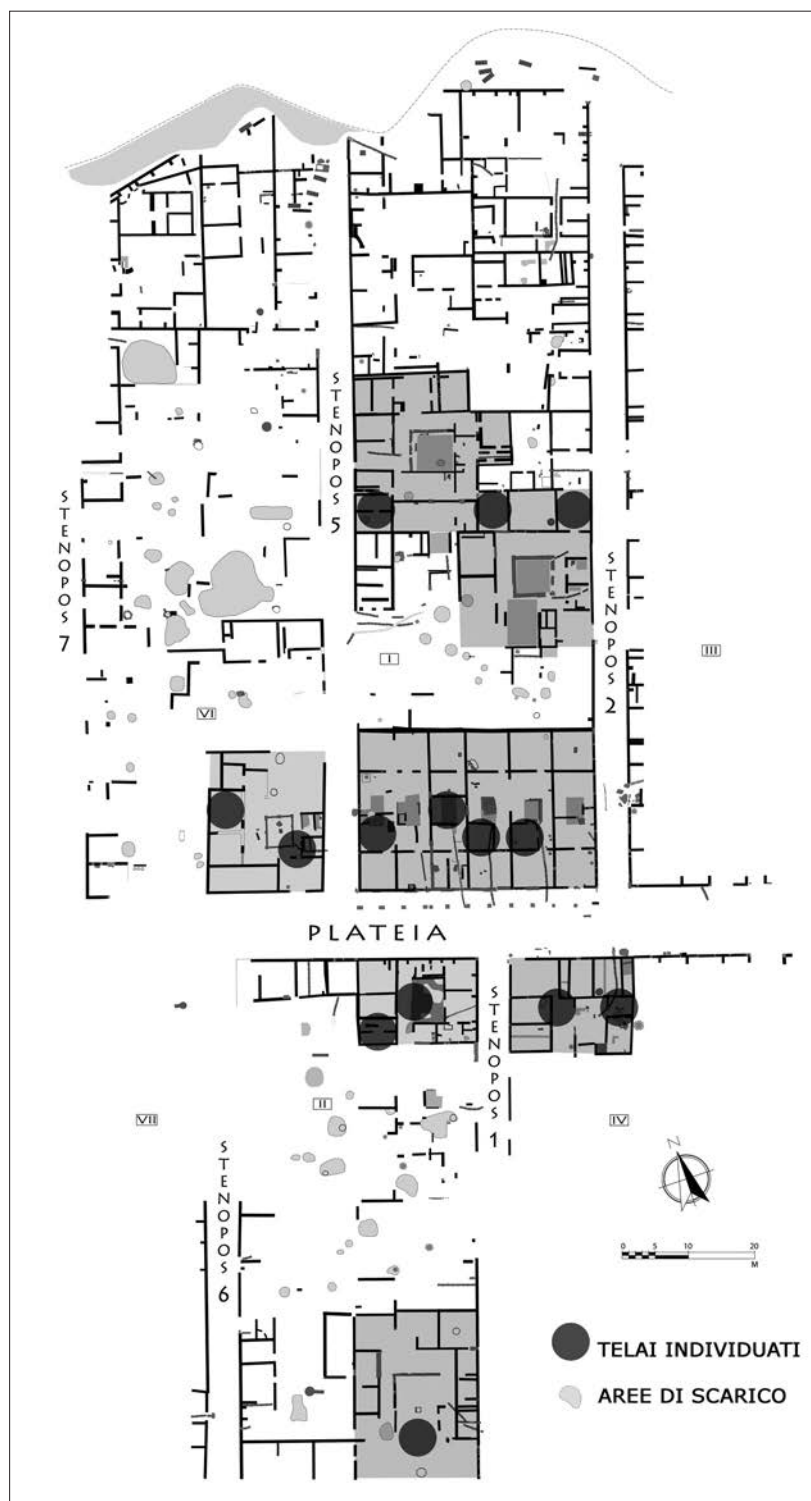 STENOPOS 5
STENOPOS 7
STENOPOS 2
I
III
VI
PLATEIA
STENOPOS 1
II
VII
IV
STENOPOS 6
N
0 5 10 20
M
TELAI INDIVIDUATI
AREE DI SCARICO